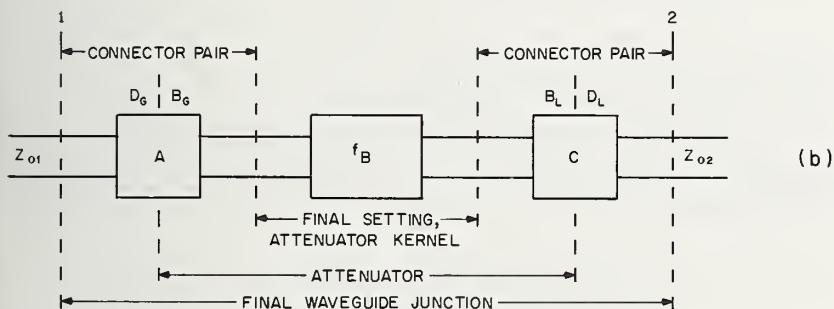 1 2
CONNECTOR PAIR CONNECTOR PAIR
D_G B_G B_L D_L
Z_01 A f_B C Z_02 (b)
FINAL SETTING,
ATTENUATOR KERNEL
ATTENUATOR
FINAL WAVEGUIDE JUNCTION